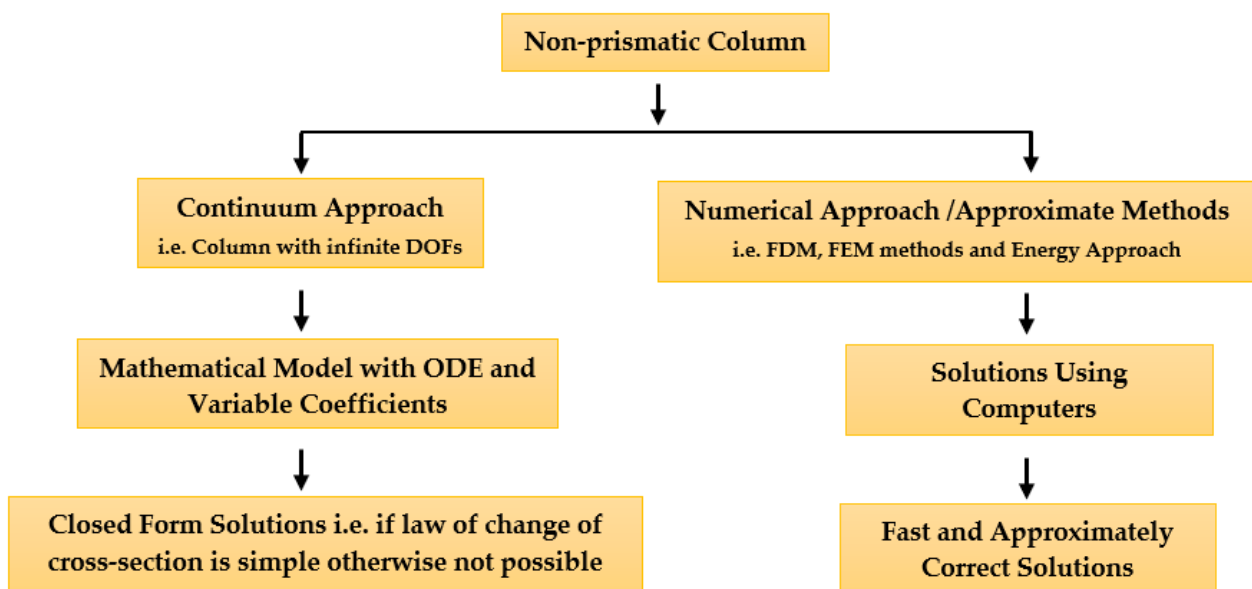 Non-prismatic Column
Continuum Approach
i.e. Column with infinite DOFs
Numerical Approach /Approximate Methods
i.e. FDM, FEM methods and Energy Approach
Mathematical Model with ODE and
Variable Coefficients
Solutions Using
Computers
Closed Form Solutions i.e. if law of change of
cross-section is simple otherwise not possible
Fast and Approximately
Correct Solutions